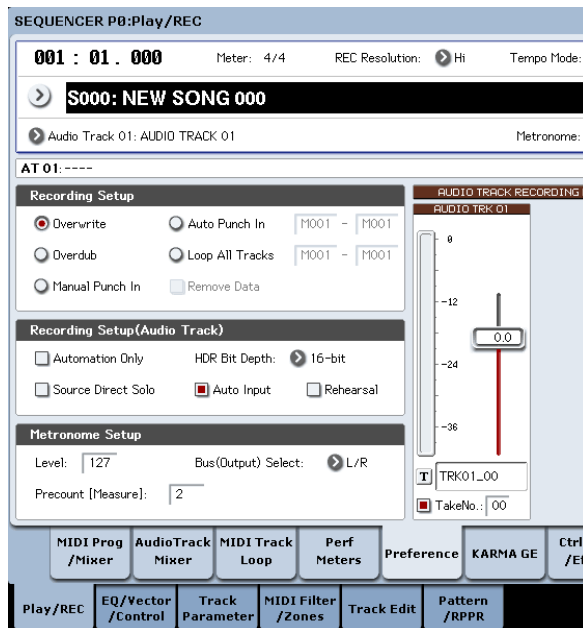 SEQUENCER P0:Play/REC
001 : 01 . 000 Meter: 4/4 REC Resolution: Hi Tempo Mode:
S000: NEW SONG 000
Audio Track 01: AUDIO TRACK 01 Metronome:
AT 01:----
Recording Setup
Overwrite Auto Punch In M001 - M001
Overdub Loop All Tracks M001 - M001
Manual Punch In Remove Data
Recording Setup(Audio Track)
Automation Only HDR Bit Depth: 16-bit
Source Direct Solo Auto Input Rehearsal
Metronome Setup
Level: 127 Bus(Output) Select: L/R
Precount [Measure]: 2
AUDIO TRACK RECORDING
AUDIO TRK 01
0
-12
0.0
-24
-36
T TRK01_00
TakeNo.: 00
MIDI Prog /Mixer
AudioTrack Mixer
MIDI Track Loop
Perf Meters
Preference
KARMA GE
Play/REC
EQ/Vector /Control
Track Parameter
MIDI Filter /Zones
Track Edit
Pattern /RPPR